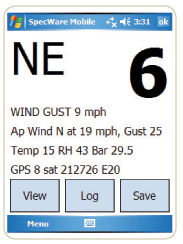 SpecWare Mobile 3:31 ok
NE 6
WIND GUST 9 mph
Ap Wind N at 19 mph, Gust 25
Temp 15 RH 43 Bar 29.5
GPS 8 sat 212726 E20
View Log Save
Menu